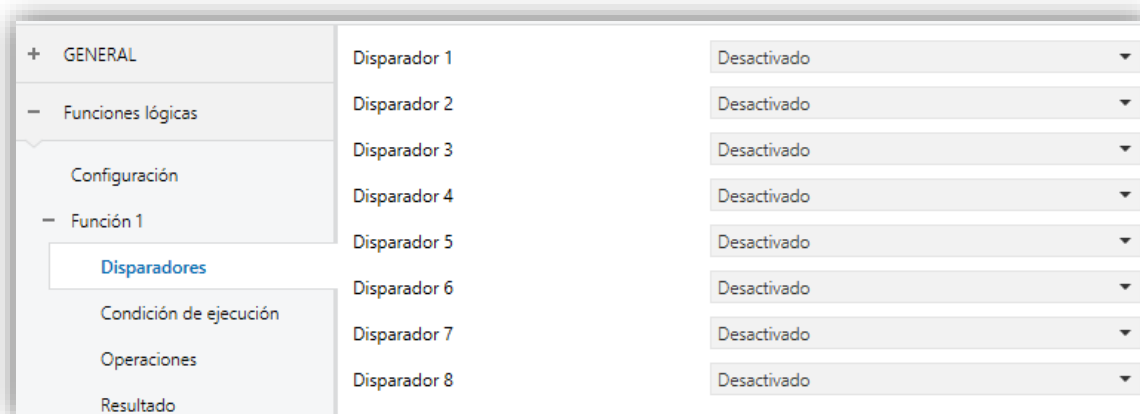 + GENERAL
− Funciones lógicas
Configuración
− Función 1
Disparadores
Condición de ejecución
Operaciones
Resultado
Disparador 1 Desactivado
Disparador 2 Desactivado
Disparador 3 Desactivado
Disparador 4 Desactivado
Disparador 5 Desactivado
Disparador 6 Desactivado
Disparador 7 Desactivado
Disparador 8 Desactivado